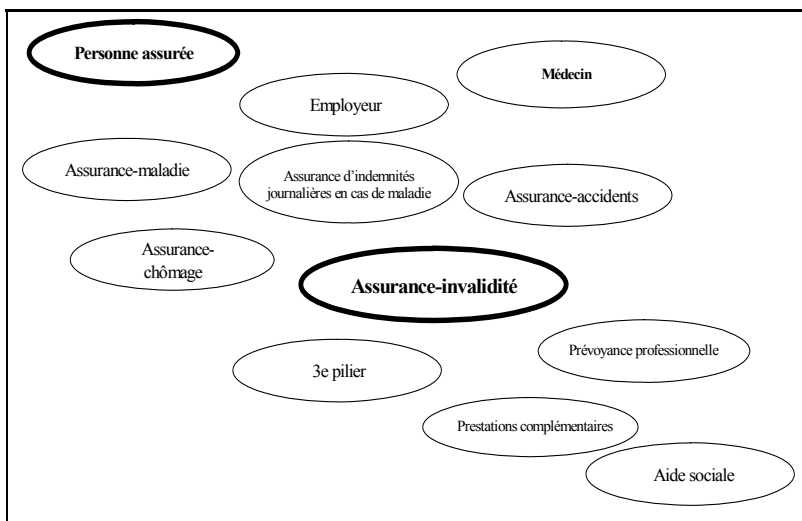 Personne assurée
Médecin
Employeur
Assurance-maladie
Assurance d'indemnités
journalières en cas de maladie
Assurance-accidents
Assurance-
chômage
Assurance-invalidité
Prévoyance professionnelle
3e pilier
Prestations complémentaires
Aide sociale